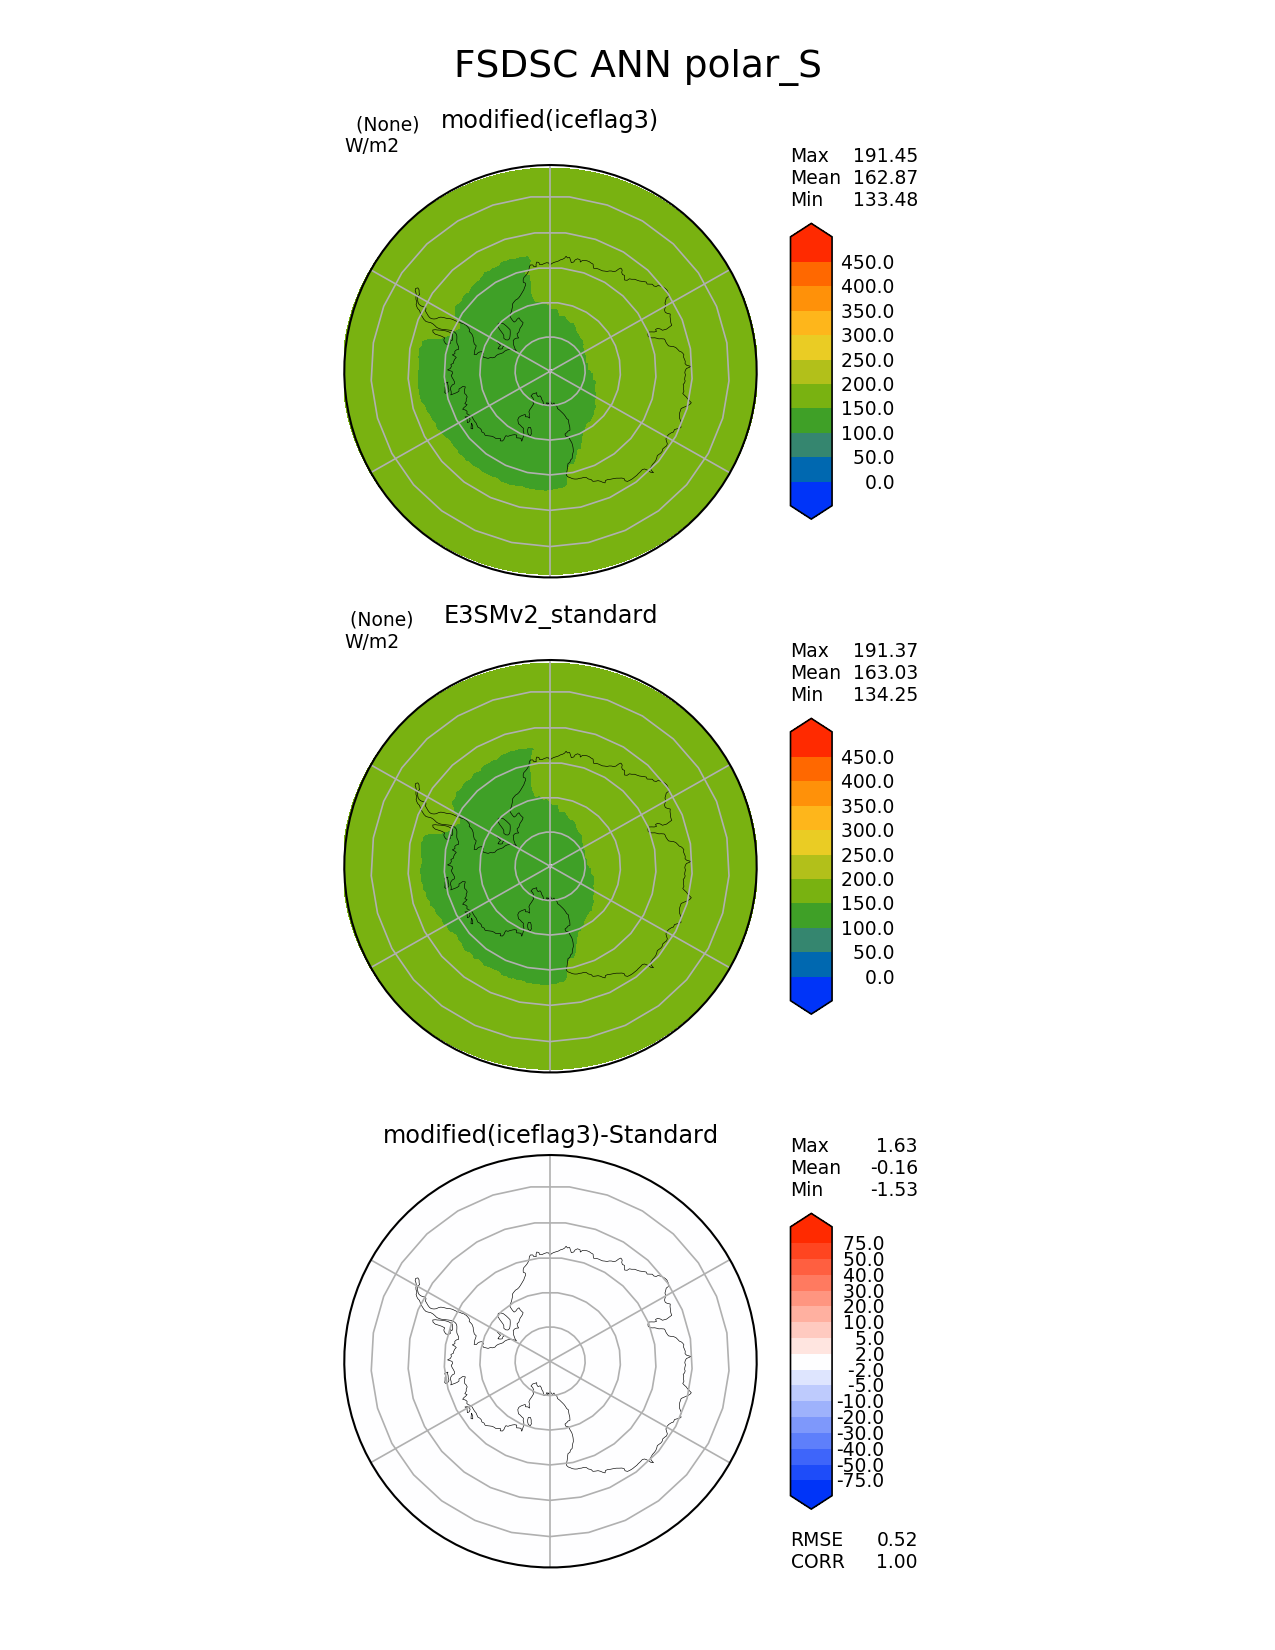 FSDSC ANN polar_S
(None)
modified(iceflag3)
W/m2
Max 191.45
Mean 162.87
Min 133.48
450.0
400.0
350.0
300.0
250.0
200.0
150.0
100.0
50.0
0.0
(None)
E3SMv2_standard
W/m2
Max 191.37
Mean 163.03
Min 134.25
450.0
400.0
350.0
300.0
250.0
200.0
150.0
100.0
50.0
0.0
modified(iceflag3)-Standard
Max 1.63
Mean -0.16
Min -1.53
75.0
50.0
40.0
30.0
20.0
10.0
5.0
2.0
-2.0
-5.0
-10.0
-20.0
-30.0
-40.0
-50.0
-75.0
RMSE 0.52
CORR 1.00